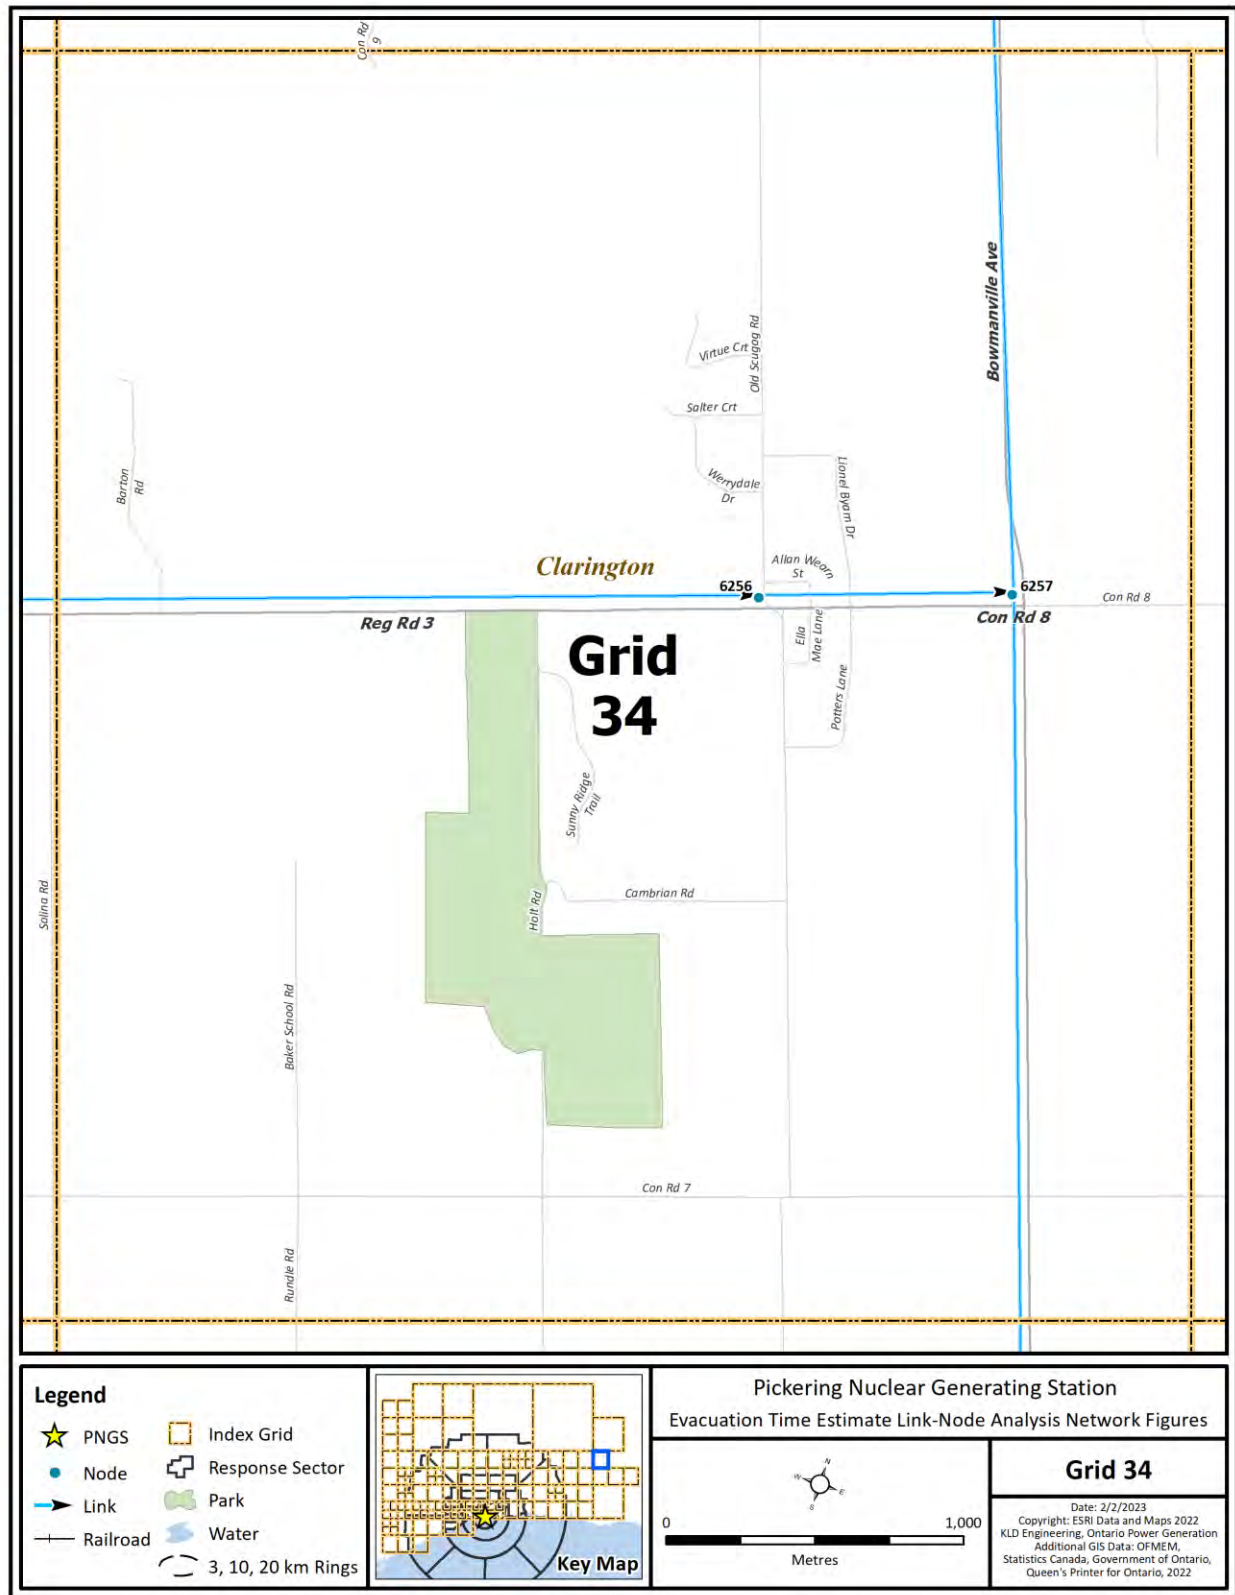 Con Rd
9
Bowmanville Ave
Old Scugog Rd
Virtue Crt
Salter Crt
Barton
Rd
Werrydale
Dr
Lionel Byam Dr
Clarington
Allan Wearn
St
6256
6257
Con Rd 8
Reg Rd 3
Con Rd 8
Ella
Mae Lane
Grid
34
Potters Lane
Sunny Ridge
Trail
Solina Rd
Holt Rd
Cambrian Rd
Baker School Rd
Con Rd 7
Rundle Rd
Legend
PNGS
Node
Link
Railroad
Index Grid
Response Sector
Park
Water
3, 10, 20 km Rings
Key Map
Pickering Nuclear Generating Station
Evacuation Time Estimate Link-Node Analysis Network Figures
N
W
E
S
0
1,000
Metres
Grid 34
Date: 2/2/2023
Copyright: ESRI Data and Maps 2022
KLD Engineering, Ontario Power Generation
Additional GIS Data: OFMEM,
Statistics Canada, Government of Ontario,
Queen's Printer for Ontario, 2022